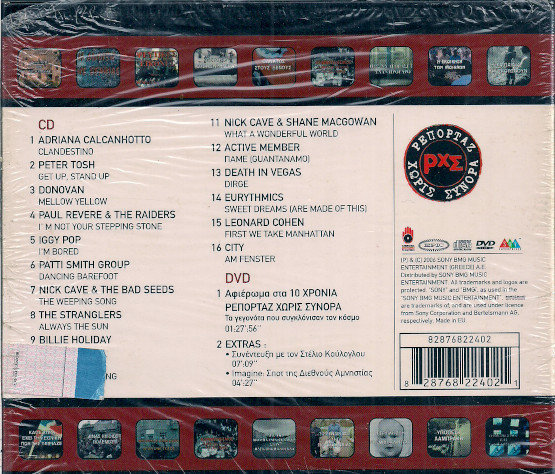 CD
1 ADRIANA CALCANHOTTO
CLANDESTINO
2 PETER TOSH
GET UP, STAND UP
3 DONOVAN
MELLOW YELLOW
4 PAUL REVERE & THE RAIDERS
I'M NOT YOUR STEPPING STONE
5 IGGY POP
I'M BORED
6 PATTI SMITH GROUP
DANCING BAREFOOT
7 NICK CAVE & THE BAD SEEDS
THE WEEPING SONG
8 THE STRANGLERS
ALWAYS THE SUN
9 BILLIE HOLIDAY
11 NICK CAVE & SHANE MACGOWAN
WHAT A WONDERFUL WORLD
12 ACTIVE MEMBER
ΠΑΜΕ (GUANTANAMO)
13 DEATH IN VEGAS
DIRGE
14 EURYTHMICS
SWEET DREAMS (ARE MADE OF THIS)
15 LEONARD COHEN
FIRST WE TAKE MANHATTAN
16 CITY
AM FENSTER
DVD
1 Αφιέρωμα στα 10 ΧΡΟΝΙΑ
ΡΕΠΟΡΤΑΖ ΧΩΡΙΣ ΣΥΝΟΡΑ
Τα γεγονότα που συγκλόνισαν τον κόσμο
01:27:56''
2 EXTRAS :
• Συνέντευξη με τον Στέλιο Κούλογλου
07':09''
• Imagine: Σποτ της Διεθνούς Αμνηστίας
04':27''
ΡΕΠΟΡΤΑΖ
ΡΧΣ
ΧΩΡΙΣ ΣΥΝΟΡΑ
EPIC
DVD
(P) & (C) 2006 SONY BMG MUSIC
ENTERTAINMENT (GREECE) A.E.
Distributed by SONY BMG MUSIC
ENTERTAINMENT. All trademarks and logos are
protected. "SONY" and "BMG", as used in the
"SONY BMG MUSIC ENTERTAINMENT",
are trademarks of, and are used under licence
from Sony Corporation and Bertelsmann AG,
respectively. Made in EU.
82876822402
8 28768 22402 1